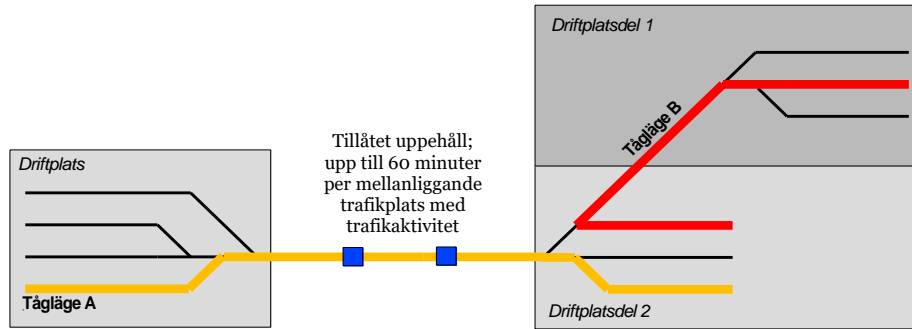 Driftplatsdel 1
Tågläge B
Tillåtet uppehåll;
upp till 60 minuter
per mellanliggande
trafikplats med
trafikaktivitet
Driftplats
Tågläge A
Driftplatsdel 2